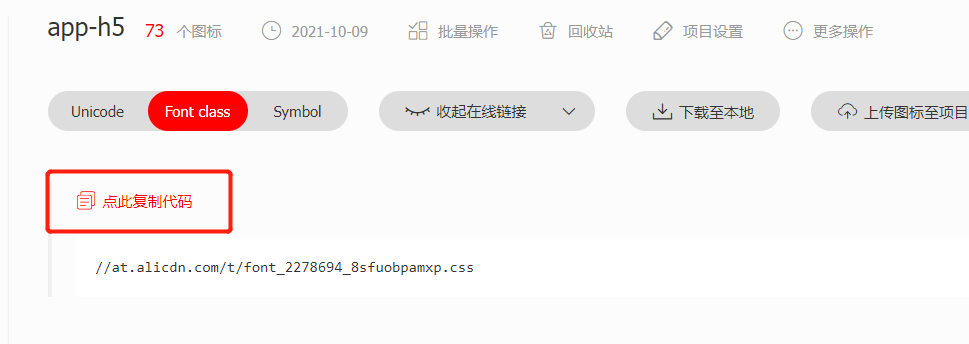 app-h5 73 个图标 2021-10-09 批量操作 回收站 项目设置 更多操作
Unicode Font class Symbol 收起在线链接 下载至本地 上传图标至项目
点此复制代码
//at.alicdn.com/t/font_2278694_8sfuobpamxp.css